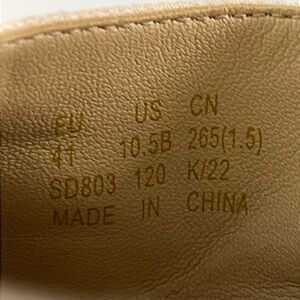 EU US CN
41 10.5B 265(1.5)
SD803 120 K/22
MADE IN CHINA